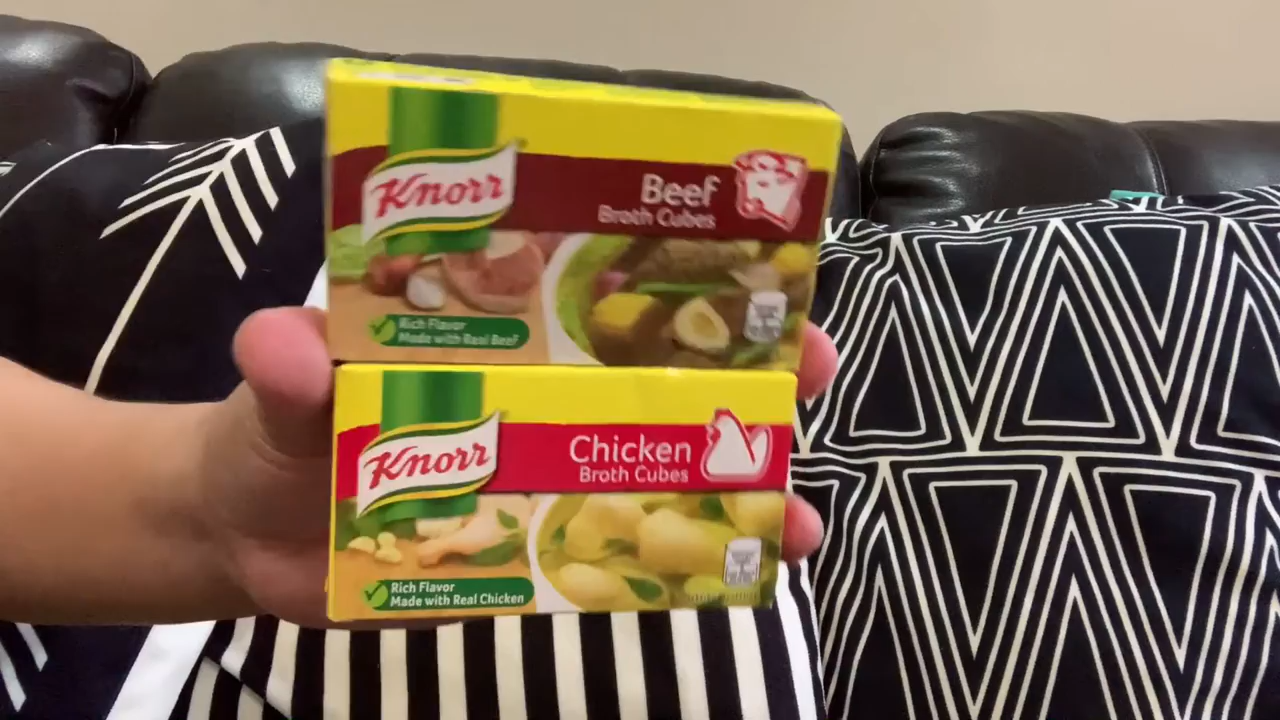 Knorr
Beef
Broth Cubes
Rich Flavor
Made with Real Beef
Knorr
Chicken
Broth Cubes
Rich Flavor
Made with Real Chicken